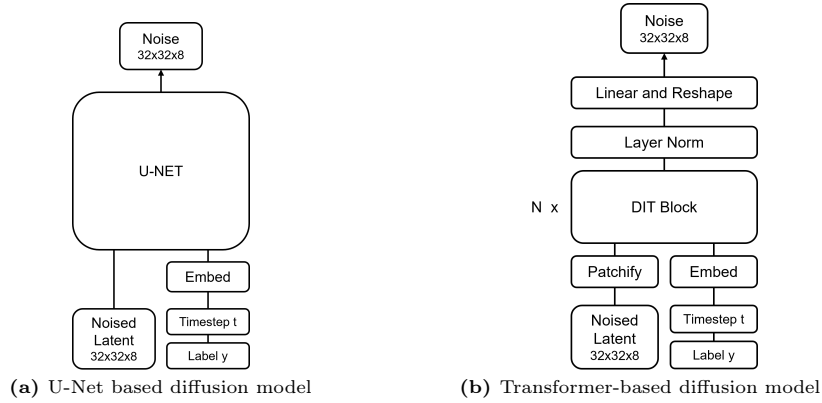 Noise
32x32x8
U-NET
Embed
Noised
Latent
32x32x8
Timestep t
Label y
(a) U-Net based diffusion model
Noise
32x32x8
Linear and Reshape
Layer Norm
N x
DIT Block
Patchify
Embed
Noised
Latent
32x32x8
Timestep t
Label y
(b) Transformer-based diffusion model